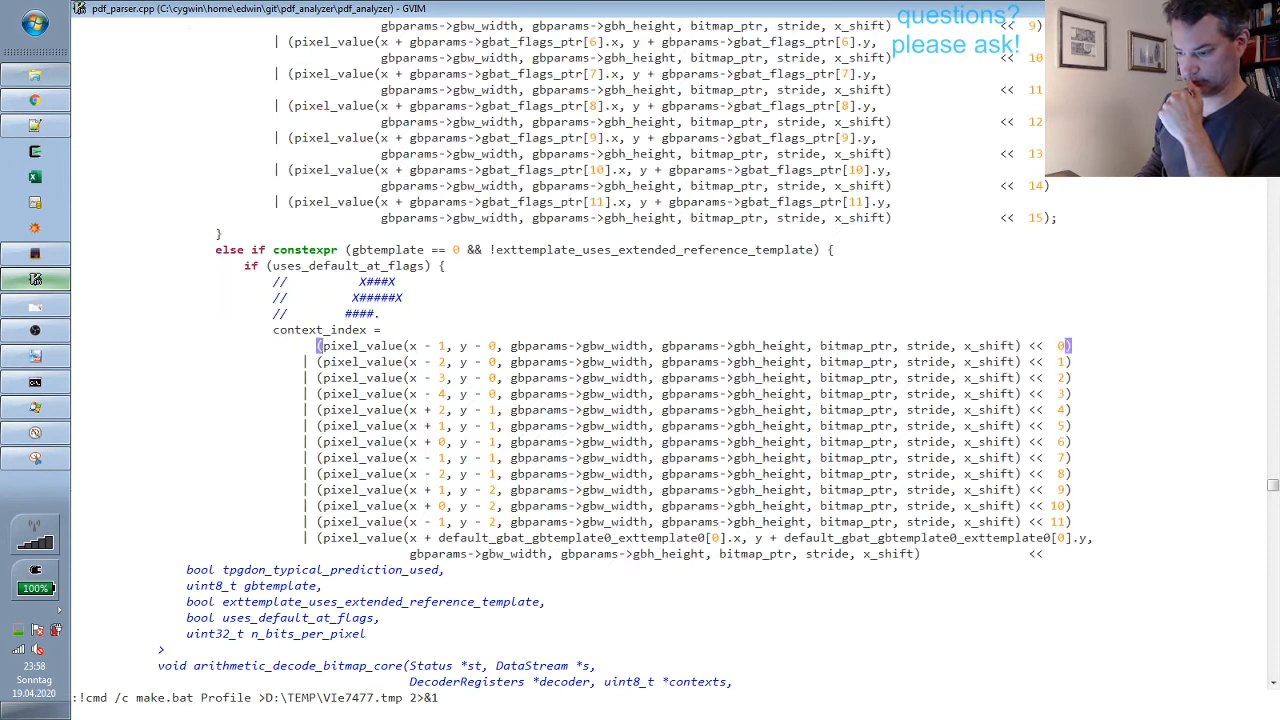 pdf_parser.cpp (C:\cygwin\home\edwin\git\pdf_analyzer\pdf_analyzer) - GVIM
questions?
please ask!
gbparams->gbw_width, gbparams->gbh_height, bitmap_ptr, stride, x_shift) << 9)
| (pixel_value(x + gbparams->gbat_flags_ptr[6].x, y + gbparams->gbat_flags_ptr[6].y,
gbparams->gbw_width, gbparams->gbh_height, bitmap_ptr, stride, x_shift) << 10
| (pixel_value(x + gbparams->gbat_flags_ptr[7].x, y + gbparams->gbat_flags_ptr[7].y,
gbparams->gbw_width, gbparams->gbh_height, bitmap_ptr, stride, x_shift) << 11
| (pixel_value(x + gbparams->gbat_flags_ptr[8].x, y + gbparams->gbat_flags_ptr[8].y,
gbparams->gbw_width, gbparams->gbh_height, bitmap_ptr, stride, x_shift) << 12
| (pixel_value(x + gbparams->gbat_flags_ptr[9].x, y + gbparams->gbat_flags_ptr[9].y,
gbparams->gbw_width, gbparams->gbh_height, bitmap_ptr, stride, x_shift) << 13
| (pixel_value(x + gbparams->gbat_flags_ptr[10].x, y + gbparams->gbat_flags_ptr[10].y,
gbparams->gbw_width, gbparams->gbh_height, bitmap_ptr, stride, x_shift) << 14)
| (pixel_value(x + gbparams->gbat_flags_ptr[11].x, y + gbparams->gbat_flags_ptr[11].y,
gbparams->gbw_width, gbparams->gbh_height, bitmap_ptr, stride, x_shift) << 15);
}
else if constexpr (gbtemplate == 0 && !exttemplate_uses_extended_reference_template) {
if (uses_default_at_flags) {
// X###X
// X#####X
// ####.
context_index =
(pixel_value(x - 1, y - 0, gbparams->gbw_width, gbparams->gbh_height, bitmap_ptr, stride, x_shift) << 0)
| (pixel_value(x - 2, y - 0, gbparams->gbw_width, gbparams->gbh_height, bitmap_ptr, stride, x_shift) << 1)
| (pixel_value(x - 3, y - 0, gbparams->gbw_width, gbparams->gbh_height, bitmap_ptr, stride, x_shift) << 2)
| (pixel_value(x - 4, y - 0, gbparams->gbw_width, gbparams->gbh_height, bitmap_ptr, stride, x_shift) << 3)
| (pixel_value(x + 2, y - 1, gbparams->gbw_width, gbparams->gbh_height, bitmap_ptr, stride, x_shift) << 4)
| (pixel_value(x + 1, y - 1, gbparams->gbw_width, gbparams->gbh_height, bitmap_ptr, stride, x_shift) << 5)
| (pixel_value(x + 0, y - 1, gbparams->gbw_width, gbparams->gbh_height, bitmap_ptr, stride, x_shift) << 6)
| (pixel_value(x - 1, y - 1, gbparams->gbw_width, gbparams->gbh_height, bitmap_ptr, stride, x_shift) << 7)
| (pixel_value(x - 2, y - 1, gbparams->gbw_width, gbparams->gbh_height, bitmap_ptr, stride, x_shift) << 8)
| (pixel_value(x + 1, y - 2, gbparams->gbw_width, gbparams->gbh_height, bitmap_ptr, stride, x_shift) << 9)
| (pixel_value(x + 0, y - 2, gbparams->gbw_width, gbparams->gbh_height, bitmap_ptr, stride, x_shift) << 10)
| (pixel_value(x - 1, y - 2, gbparams->gbw_width, gbparams->gbh_height, bitmap_ptr, stride, x_shift) << 11)
| (pixel_value(x + default_gbat_gbtemplate0_exttemplate0[0].x, y + default_gbat_gbtemplate0_exttemplate0[0].y,
gbparams->gbw_width, gbparams->gbh_height, bitmap_ptr, stride, x_shift) <<
bool tpgdon_typical_prediction_used,
uint8_t gbtemplate,
bool exttemplate_uses_extended_reference_template,
bool uses_default_at_flags,
uint32_t n_bits_per_pixel
>
void arithmetic_decode_bitmap_core(Status *st, DataStream *s,
DecoderRegisters *decoder, uint8_t *contexts,
:!cmd /c make.bat Profile >D:\TEMP\VIe7477.tmp 2>&1
100%
23:58
Sonntag
19.04.2020